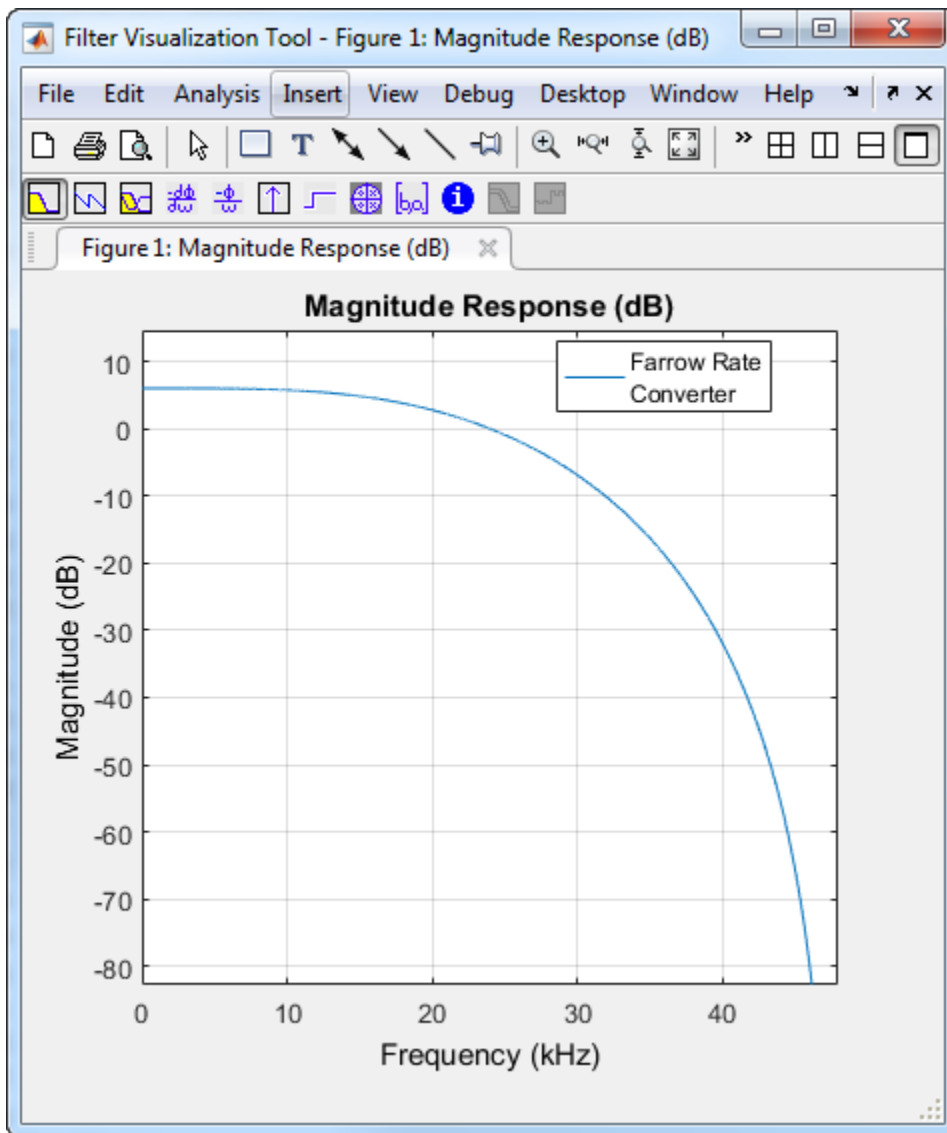 Filter Visualization Tool - Figure 1: Magnitude Response (dB)
File Edit Analysis Insert View Debug Desktop Window Help
T
[b,a] i
Figure 1: Magnitude Response (dB)
Magnitude Response (dB)
Farrow Rate
Converter
10
0
-10
-20
-30
-40
-50
-60
-70
-80
Magnitude (dB)
0 10 20 30 40
Frequency (kHz)